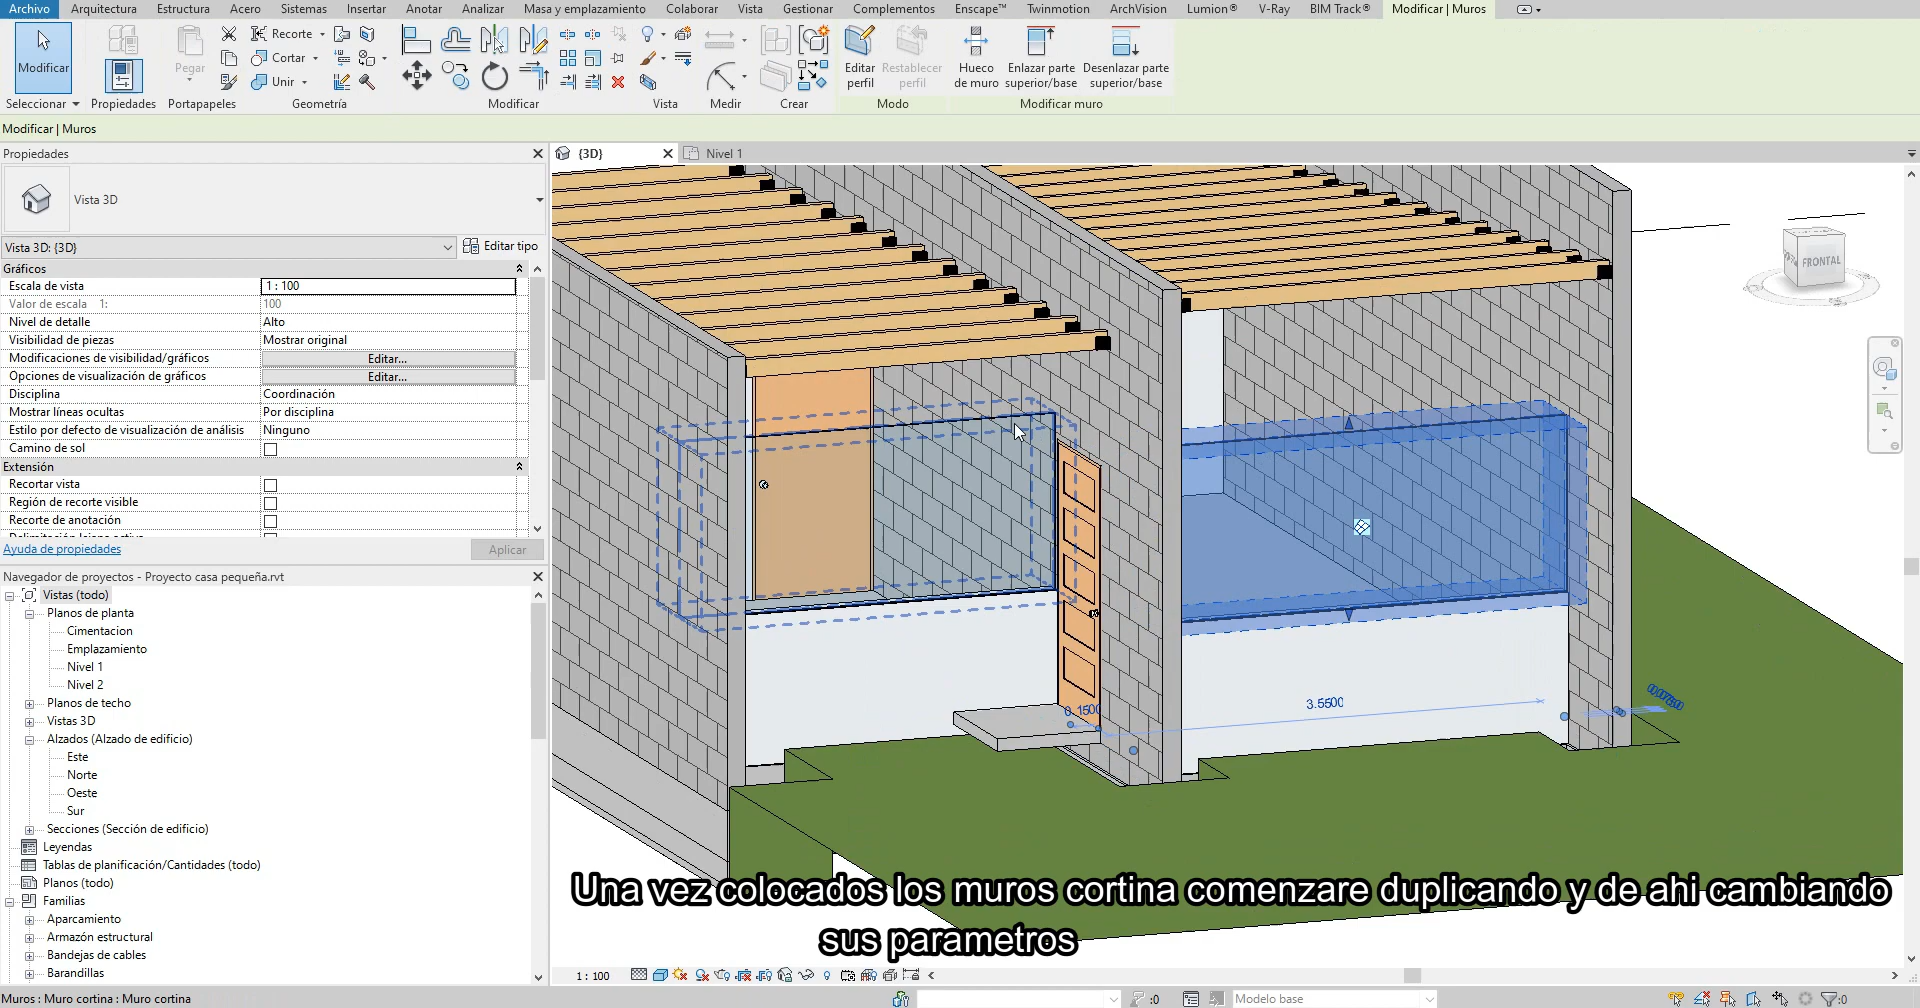 Archivo Arquitectura Estructura Acero Sistemas Insertar Anotar Analizar Masa y emplazamiento Colaborar Vista Gestionar Complementos Enscape™ Twinmotion ArchVision Lumion® V-Ray BIM Track® Modificar | Muros
Recorte
Cortar
Unir
Modificar
Pegar
Editar perfil
Restablecer perfil
Hueco de muro
Enlazar parte superior/base
Desenlazar parte superior/base
Seleccionar Propiedades Portapapeles Geometría Modificar Vista Medir Crear Modo Modificar muro
Modificar | Muros
Propiedades
{3D}
Nivel 1
Vista 3D
Vista 3D: {3D}
Editar tipo
Gráficos
Escala de vista 1 : 100
Valor de escala 1: 100
Nivel de detalle Alto
Visibilidad de piezas Mostrar original
Modificaciones de visibilidad/gráficos Editar...
Opciones de visualización de gráficos Editar...
Disciplina Coordinación
Mostrar líneas ocultas Por disciplina
Estilo por defecto de visualización de análisis Ninguno
Camino de sol
Extensión
Recortar vista
Región de recorte visible
Recorte de anotación
Ayuda de propiedades
Aplicar
Navegador de proyectos - Proyecto casa pequeña.rvt
Vistas (todo)
Planos de planta
Cimentacion
Emplazamiento
Nivel 1
Nivel 2
Planos de techo
Vistas 3D
Alzados (Alzado de edificio)
Este
Norte
Oeste
Sur
Secciones (Sección de edificio)
Leyendas
Tablas de planificación/Cantidades (todo)
Planos (todo)
Familias
Aparcamiento
Armazón estructural
Bandejas de cables
Barandillas
FRONTAL
0.1500
3.5500
Una vez colocados los muros cortina comenzare duplicando y de ahi cambiando
sus parametros
1 : 100
Muros : Muro cortina : Muro cortina
:0
Modelo base
:0